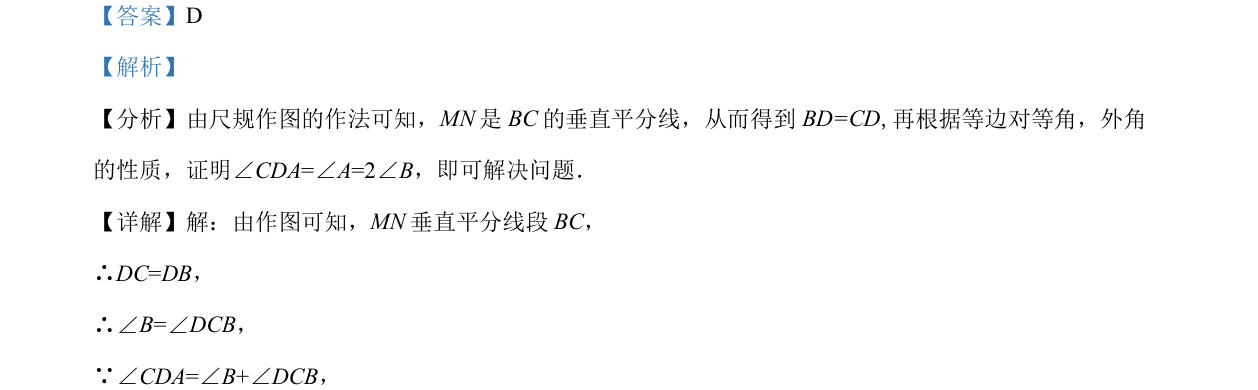 【答案】D
【解析】
【分析】由尺规作图的作法可知，MN是BC的垂直平分线，从而得到BD=CD,再根据等边对等角，外角
的性质，证明∠CDA=∠A=2∠B，即可解决问题．
【详解】解：由作图可知，MN垂直平分线段BC，
∴DC=DB，
∴∠B=∠DCB，
∵∠CDA=∠B+∠DCB，